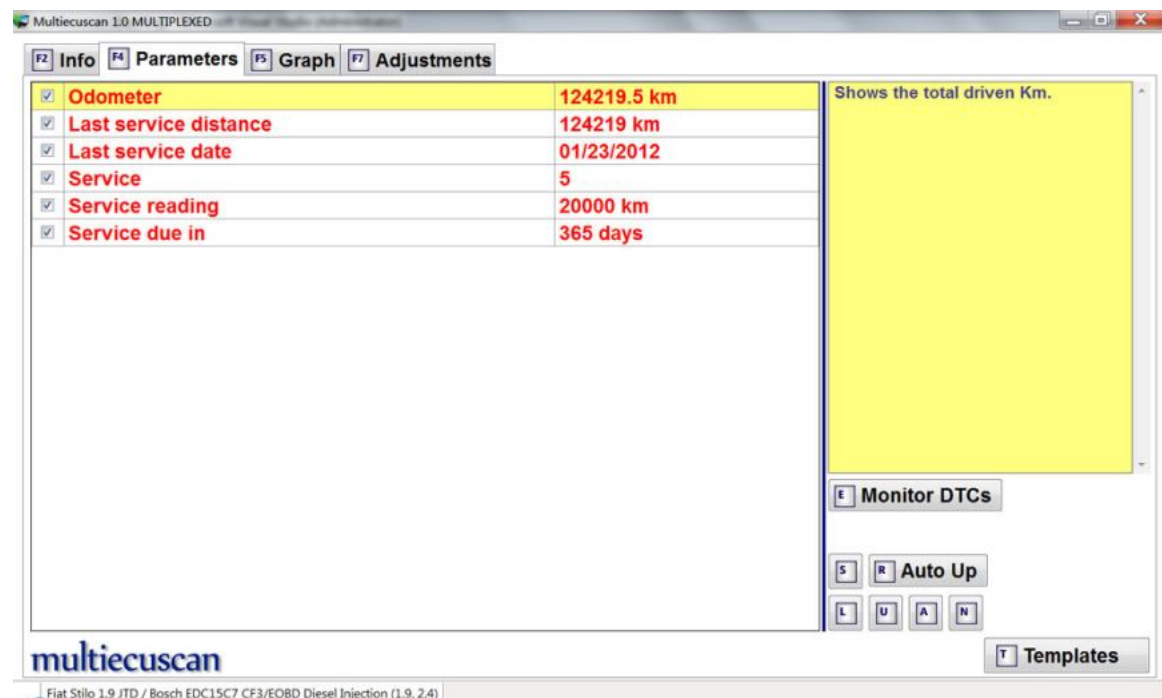 Multiecuscan 1.0 MULTIPLEXED
F2 Info F4 Parameters F5 Graph F7 Adjustments
Odometer 124219.5 km
Last service distance 124219 km
Last service date 01/23/2012
Service 5
Service reading 20000 km
Service due in 365 days
Shows the total driven Km.
E Monitor DTCs
S R Auto Up
L U A N
multiecuscan
T Templates
Fiat Stilo 1.9 JTD / Bosch EDC15C7 CF3/EOBD Diesel Injection (1.9, 2.4)